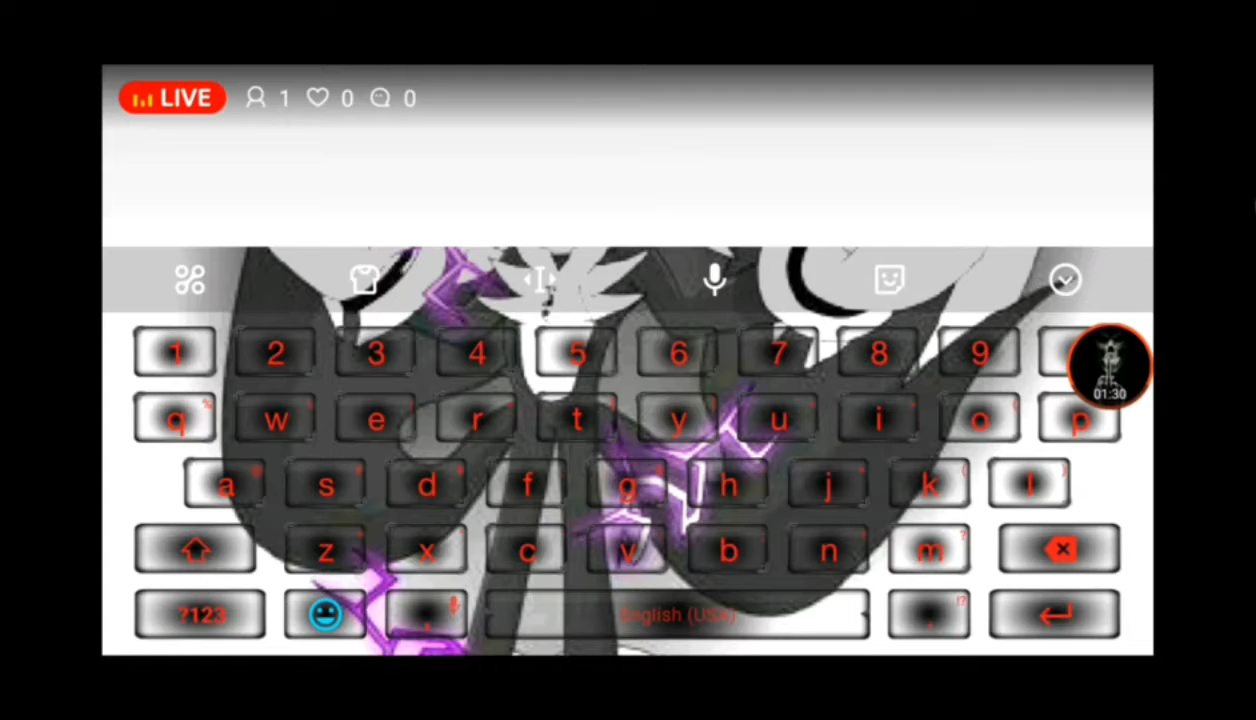 LIVE 1 0 0
1 2 3 4 5 6 7 8 9
01:30
q w e r t y u i o p
a s d f g h j k l
z x c v b n m
?123 , English (USA) .